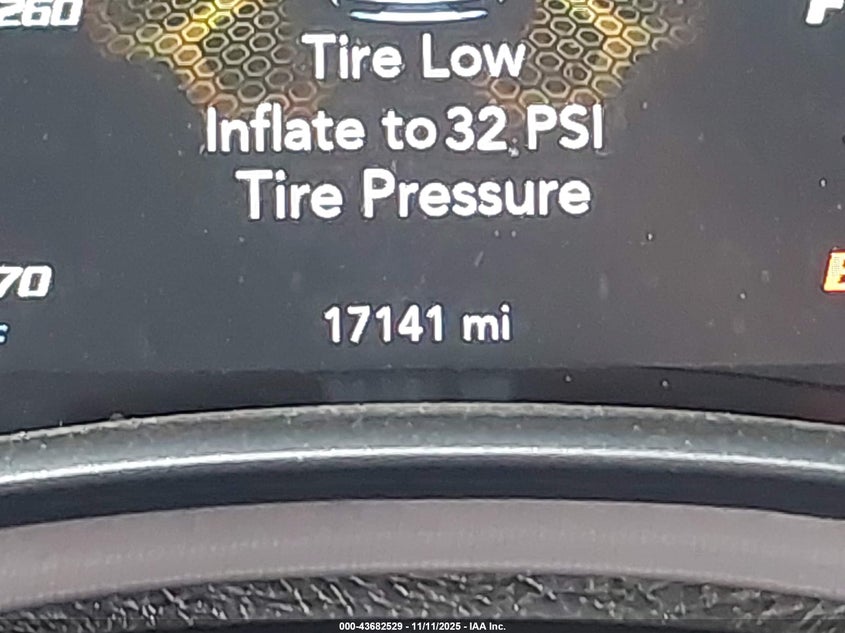 260
F
Tire Low
Inflate to 32 PSI
Tire Pressure
70
17141 mi
000-43682529 - 11/11/2025 - IAA Inc.